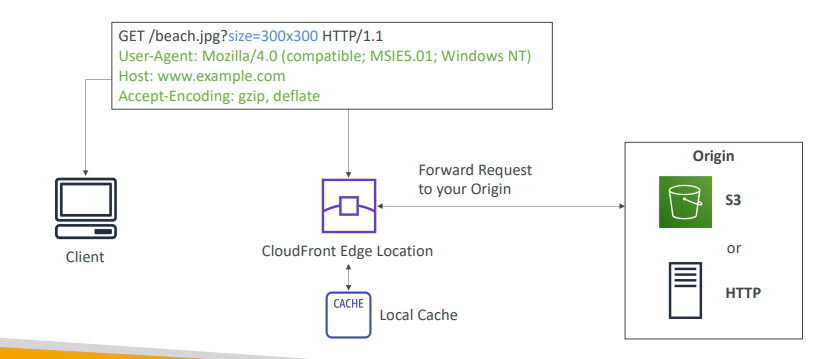 GET /beach.jpg?size=300x300 HTTP/1.1
User-Agent: Mozilla/4.0 (compatible; MSIE5.01; Windows NT)
Host: www.example.com
Accept-Encoding: gzip, deflate
Client
CloudFront Edge Location
CACHE
Local Cache
Forward Request
to your Origin
Origin
S3
or
HTTP